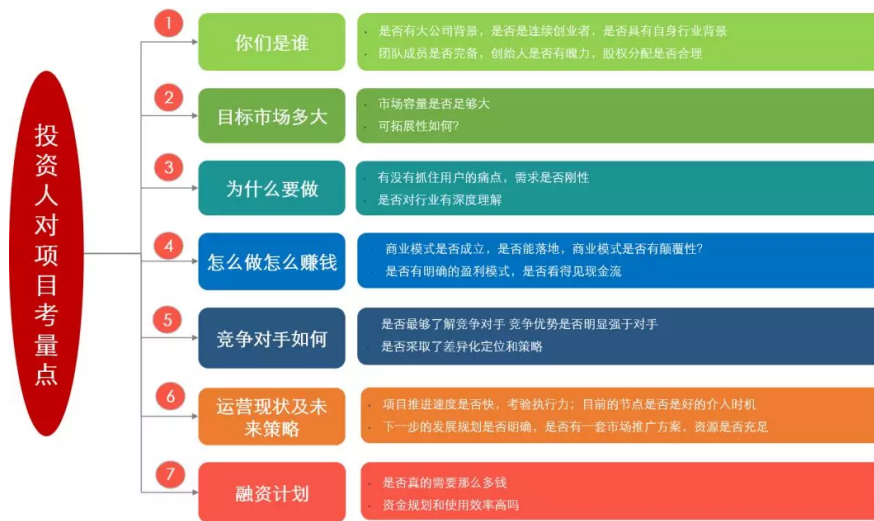 投资人对项目考量点
1
你们是谁
是否有大公司背景，是否是连续创业者，是否具有自身行业背景
团队成员是否完备，创始人是否有魄力，股权分配是否合理
2
目标市场多大
市场容量是否足够大
可拓展性如何?
3
为什么要做
有没有抓住用户的痛点，需求是否刚性
是否对行业有深度理解
4
怎么做怎么赚钱
商业模式是否成立，是否能落地，商业模式是否有颠覆性?
是否有明确的盈利模式，是否看得见现金流
5
竞争对手如何
是否最够了解竞争对手 竞争优势是否明显强于对手
是否采取了差异化定位和策略
6
运营现状及未
来策略
项目推进速度是否快，考验执行力；目前的节点是否是好的介入时机
下一步的发展规划是否明确，是否有一套市场推广方案，资源是否充足
7
融资计划
是否真的需要那么多钱
资金规划和使用效率高吗